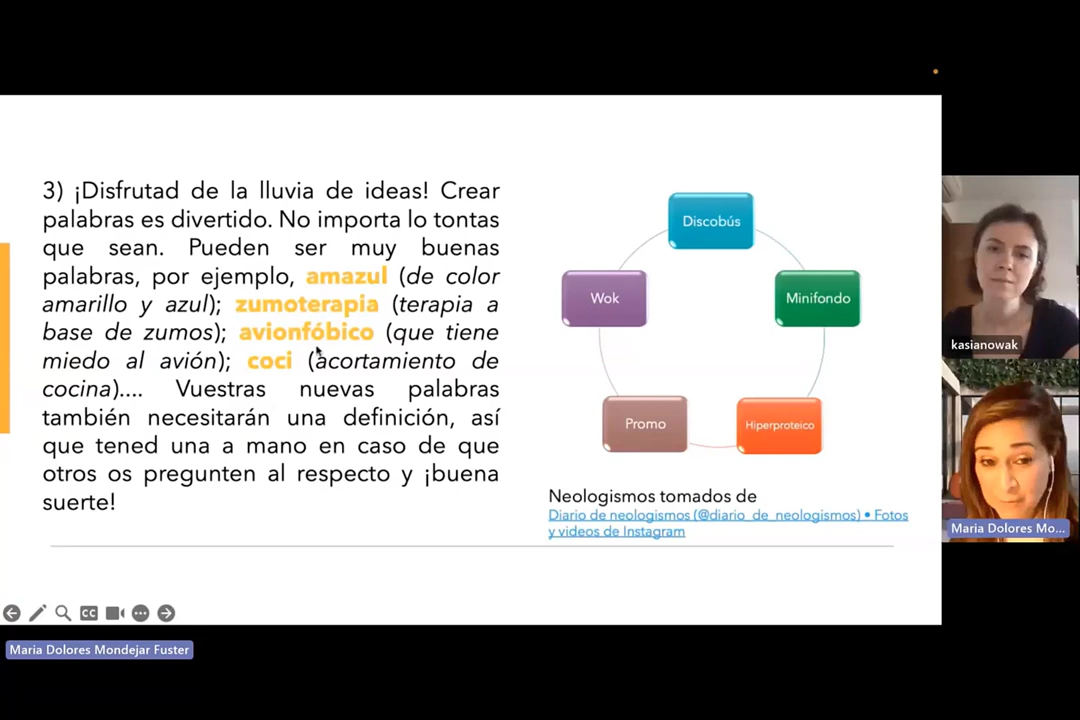 3) ¡Disfrutad de la lluvia de ideas! Crear
palabras es divertido. No importa lo tontas
que sean. Pueden ser muy buenas
palabras, por ejemplo, amazul (de color
amarillo y azul); zumoterapia (terapia a
base de zumos); avionfóbico (que tiene
miedo al avión); coci (acortamiento de
cocina).... Vuestras nuevas palabras
también necesitarán una definición, así
que tened una a mano en caso de que
otros os pregunten al respecto y ¡buena
suerte!
Discobús
Wok
Minifondo
Promo
Hiperproteico
Neologismos tomados de
Diario de neologismos (@diario_de_neologismos) • Fotos
y videos de Instagram
kasianowak
Maria Dolores Mo...
CC
Maria Dolores Mondejar Fuster